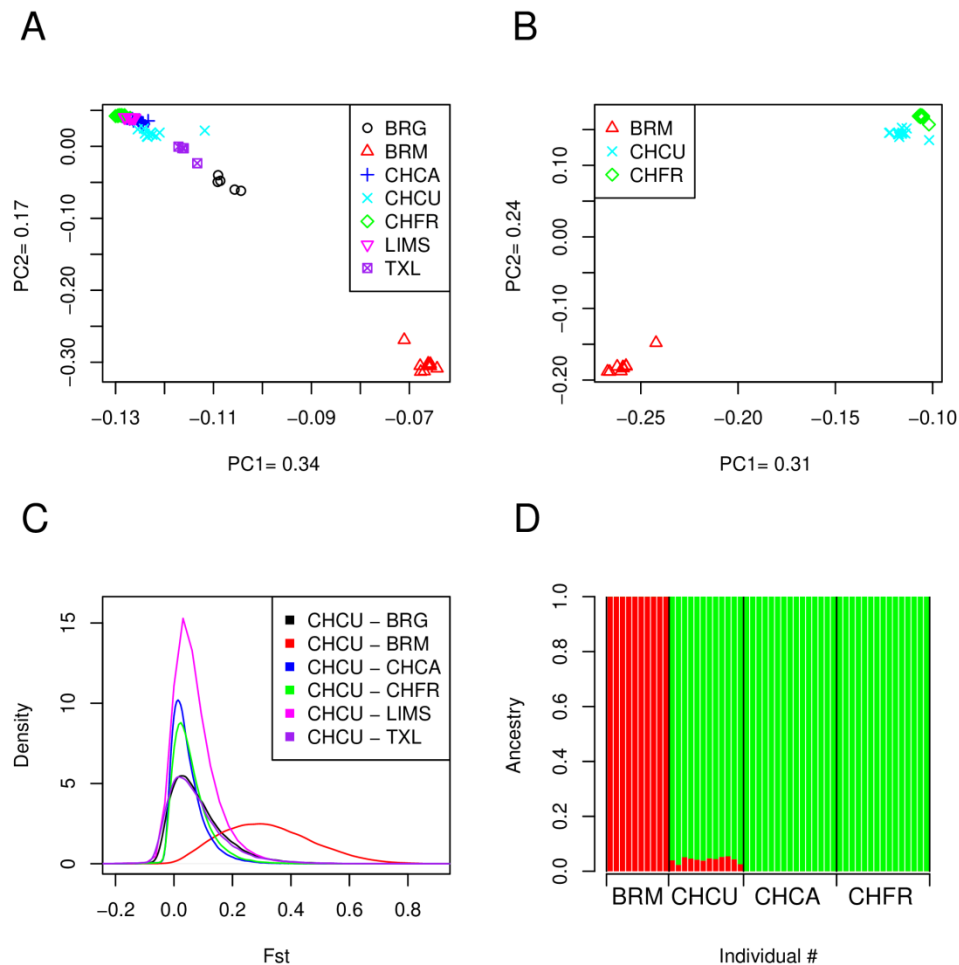 A
0.00
−0.10
−0.20
−0.30
PC2= 0.17
−0.13
−0.11
−0.09
−0.07
PC1= 0.34
BRG
BRM
CHCA
CHCU
CHFR
LIMS
TXL
B
0.10
0.00
−0.10
−0.20
PC2= 0.24
−0.25
−0.20
−0.15
−0.10
PC1= 0.31
BRM
CHCU
CHFR
C
15
10
5
0
Density
−0.2
0.0
0.2
0.4
0.6
0.8
Fst
CHCU − BRG
CHCU − BRM
CHCU − CHCA
CHCU − CHFR
CHCU − LIMS
CHCU − TXL
D
1.0
0.8
0.6
0.4
0.2
0.0
Ancestry
BRM
CHCU
CHCA
CHFR
Individual #